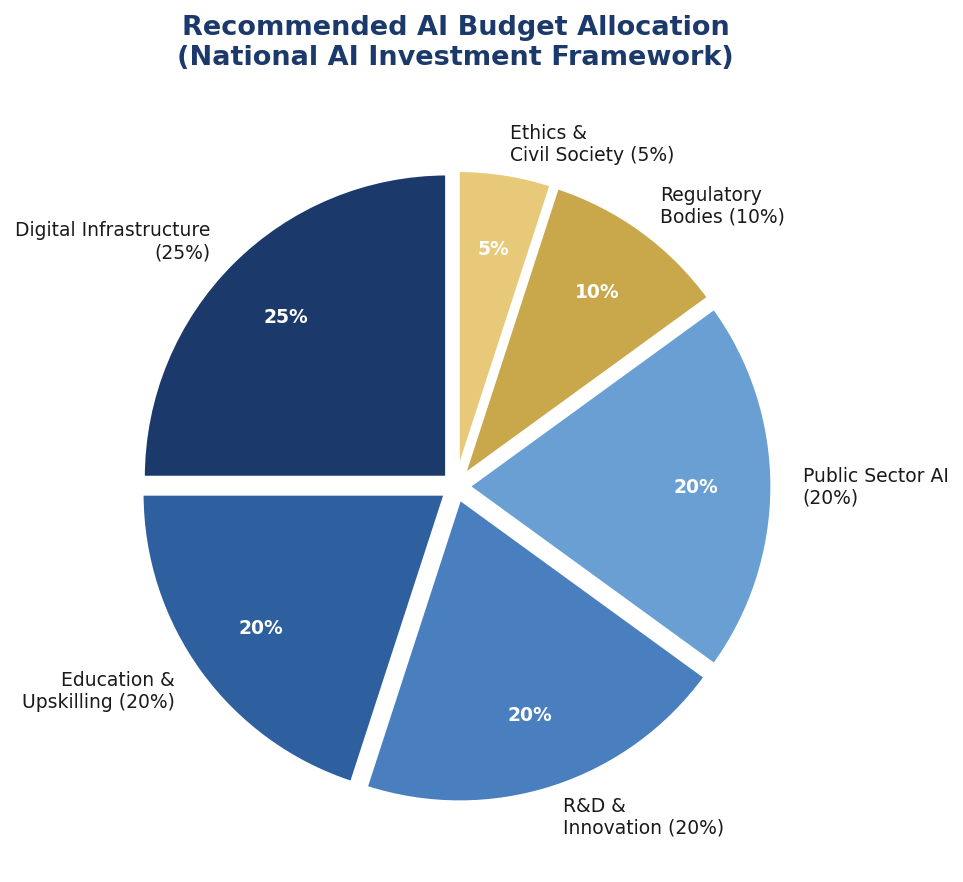 Recommended AI Budget Allocation
(National AI Investment Framework)
Ethics &
Civil Society (5%)
Regulatory
Bodies (10%)
Digital Infrastructure
(25%)
5%
10%
25%
Public Sector AI
(20%)
20%
20%
Education &
Upskilling (20%)
20%
R&D &
Innovation (20%)